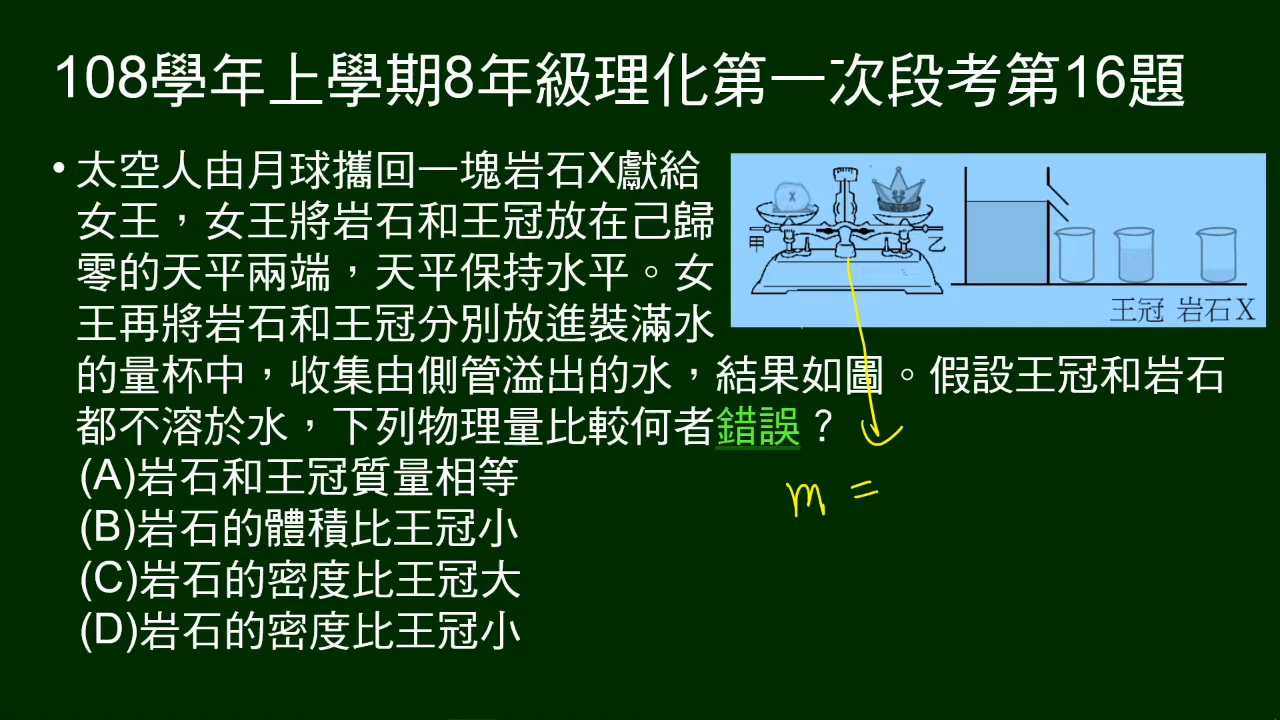 108學年上學期8年級理化第一次段考第16題
• 太空人由月球攜回一塊岩石X獻給
女王，女王將岩石和王冠放在己歸
零的天平兩端，天平保持水平。女
王再將岩石和王冠分別放進裝滿水
的量杯中，收集由側管溢出的水，結果如圖。假設王冠和岩石
都不溶於水，下列物理量比較何者錯誤？
(A)岩石和王冠質量相等
(B)岩石的體積比王冠小
(C)岩石的密度比王冠大
(D)岩石的密度比王冠小
X
甲
乙
王冠 岩石X
m =